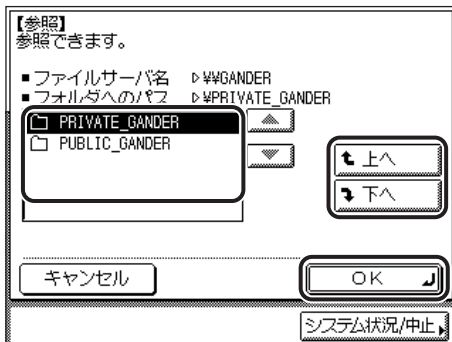 【参照】
参照できます。
■ファイルサーバ名 ▷¥¥GANDER
■フォルダへのパス ▷¥PRIVATE_GANDER
PRIVATE_GANDER
PUBLIC_GANDER
上へ
下へ
キャンセル
OK
システム状況/中止